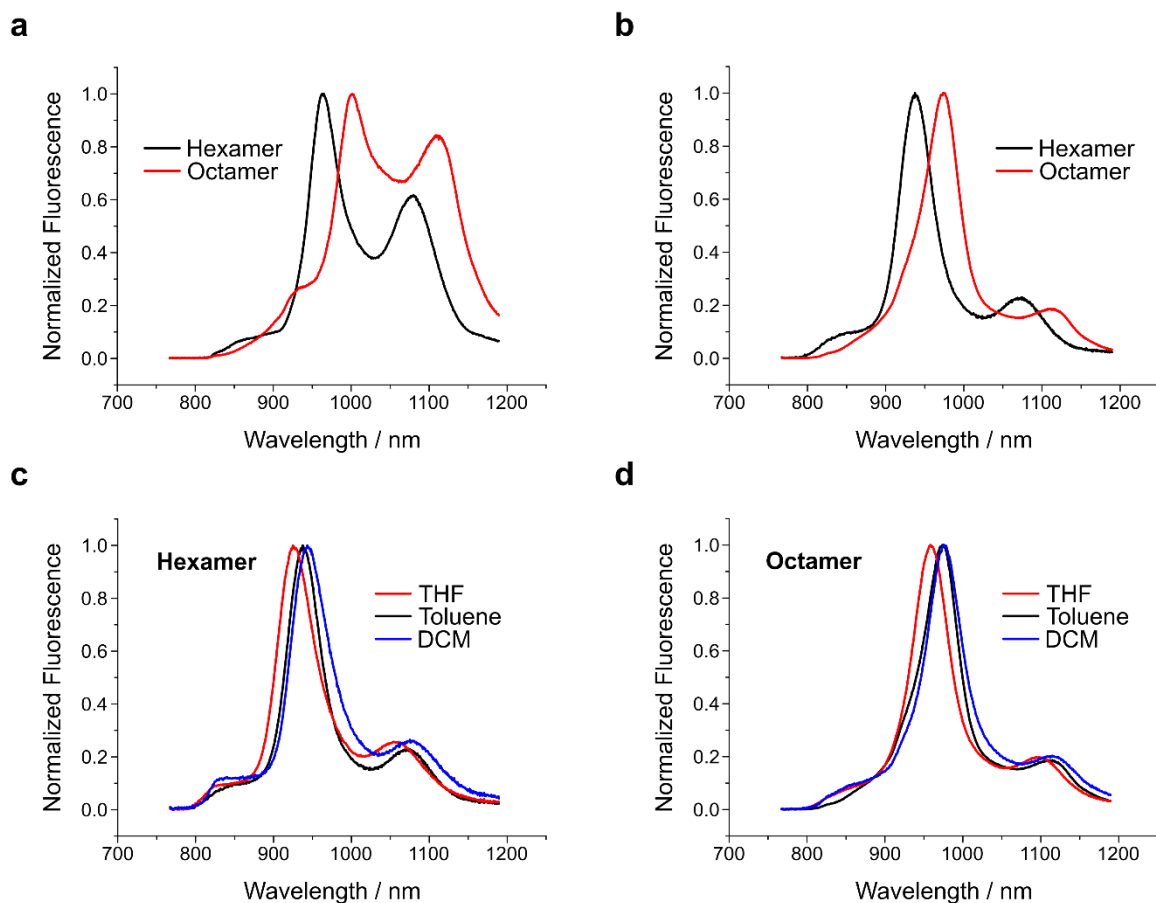 a
Normalized Fluorescence
1.0
0.8
0.6
0.4
0.2
0.0
Hexamer
Octamer
700 800 900 1000 1100 1200
Wavelength / nm
b
Normalized Fluorescence
1.0
0.8
0.6
0.4
0.2
0.0
Hexamer
Octamer
700 800 900 1000 1100 1200
Wavelength / nm
c
Normalized Fluorescence
1.0
0.8
0.6
0.4
0.2
0.0
Hexamer
THF
Toluene
DCM
700 800 900 1000 1100 1200
Wavelength / nm
d
Normalized Fluorescence
1.0
0.8
0.6
0.4
0.2
0.0
Octamer
THF
Toluene
DCM
700 800 900 1000 1100 1200
Wavelength / nm